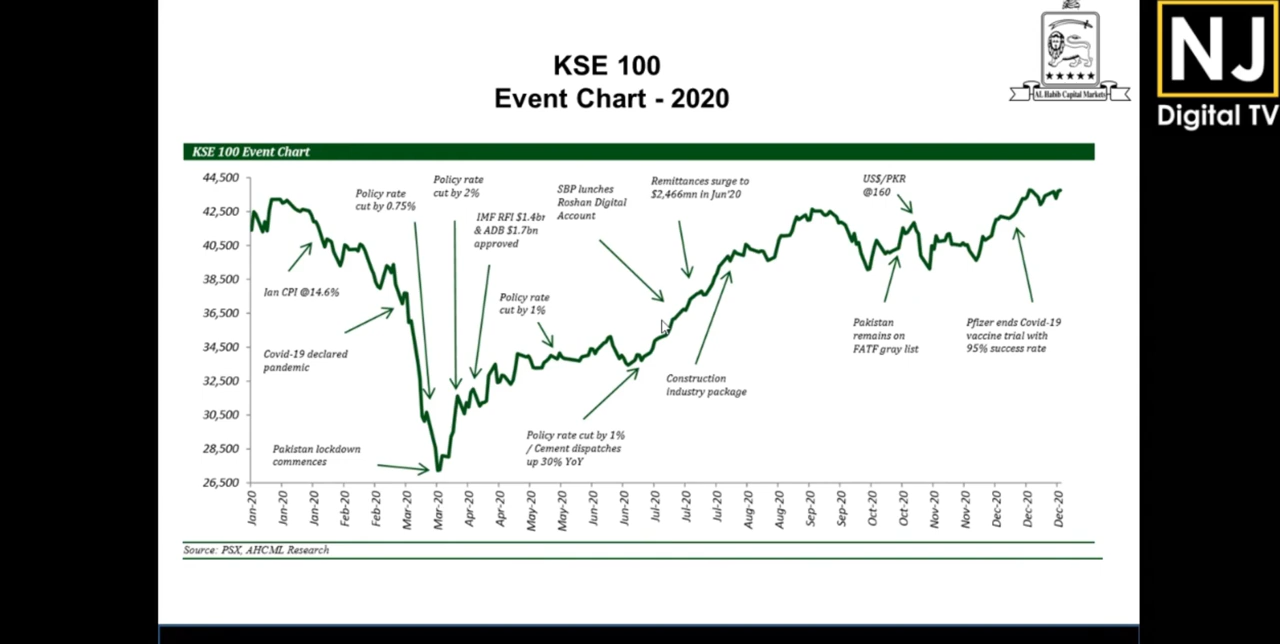 NJ
Digital TV
KSE 100
Event Chart - 2020
AL Habib Capital Markets
KSE 100 Event Chart
44,500
42,500
40,500
38,500
36,500
34,500
32,500
30,500
28,500
26,500
Policy rate
cut by 0.75%
Policy rate
cut by 2%
IMF RFI $1.4br
& ADB $1.7bn
approved
SBP lunches
Roshan Digital
Account
Remittances surge to
$2,466mn in Jun'20
US$/PKR
@160
Ian CPI @14.6%
Covid-19 declared
pandemic
Policy rate
cut by 1%
Pakistan
remains on
FATF gray list
Pfizer ends Covid-19
vaccine trial with
95% success rate
Construction
industry package
Pakistan lockdown
commences
Policy rate cut by 1%
/ Cement dispatches
up 30% YoY
Jan-20
Jan-20
Jan-20
Feb-20
Feb-20
Mar-20
Mar-20
Apr-20
Apr-20
May-20
May-20
Jun-20
Jun-20
Jul-20
Jul-20
Jul-20
Aug-20
Aug-20
Sep-20
Sep-20
Oct-20
Oct-20
Nov-20
Nov-20
Dec-20
Dec-20
Dec-20
Source: PSX, AHCML Research